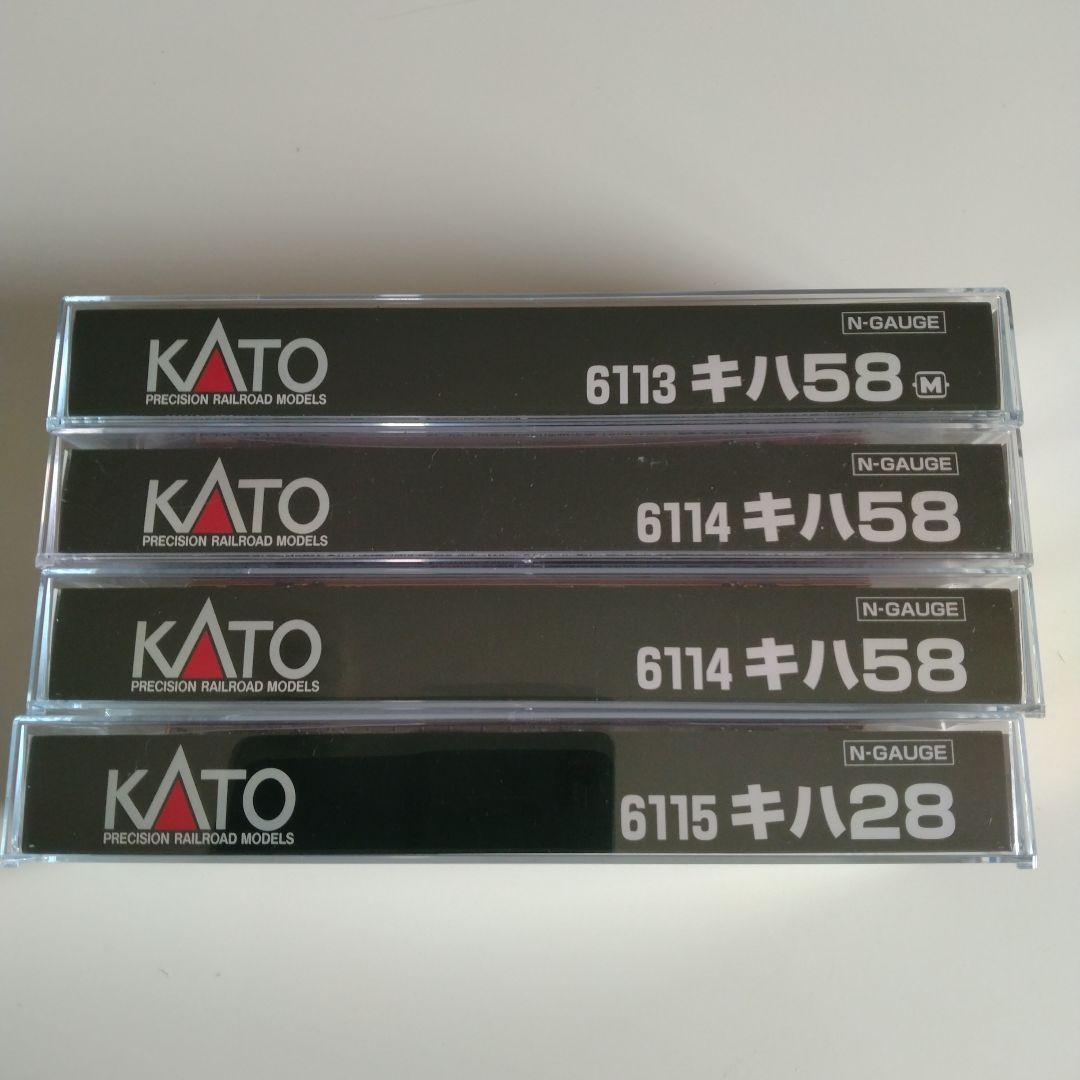 KATO
PRECISION RAILROAD MODELS
N-GAUGE
6113 キハ58 M
KATO
PRECISION RAILROAD MODELS
N-GAUGE
6114 キハ58
KATO
PRECISION RAILROAD MODELS
N-GAUGE
6114 キハ58
KATO
PRECISION RAILROAD MODELS
N-GAUGE
6115 キハ28